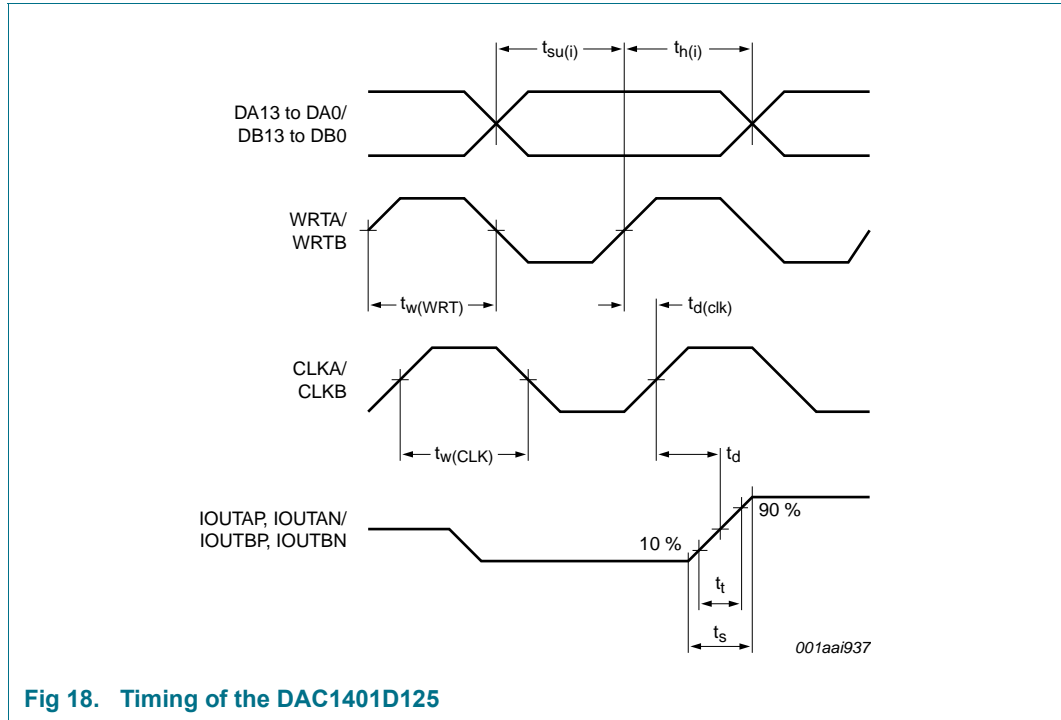 tsu(i) th(i)
DA13 to DA0/
DB13 to DB0
WRTA/
WRTB
tw(WRT) td(clk)
CLKA/
CLKB
tw(CLK) td
IOUTAP, IOUTAN/
IOUTBP, IOUTBN
90 %
10 %
tt
ts
001aai937
Fig 18. Timing of the DAC1401D125